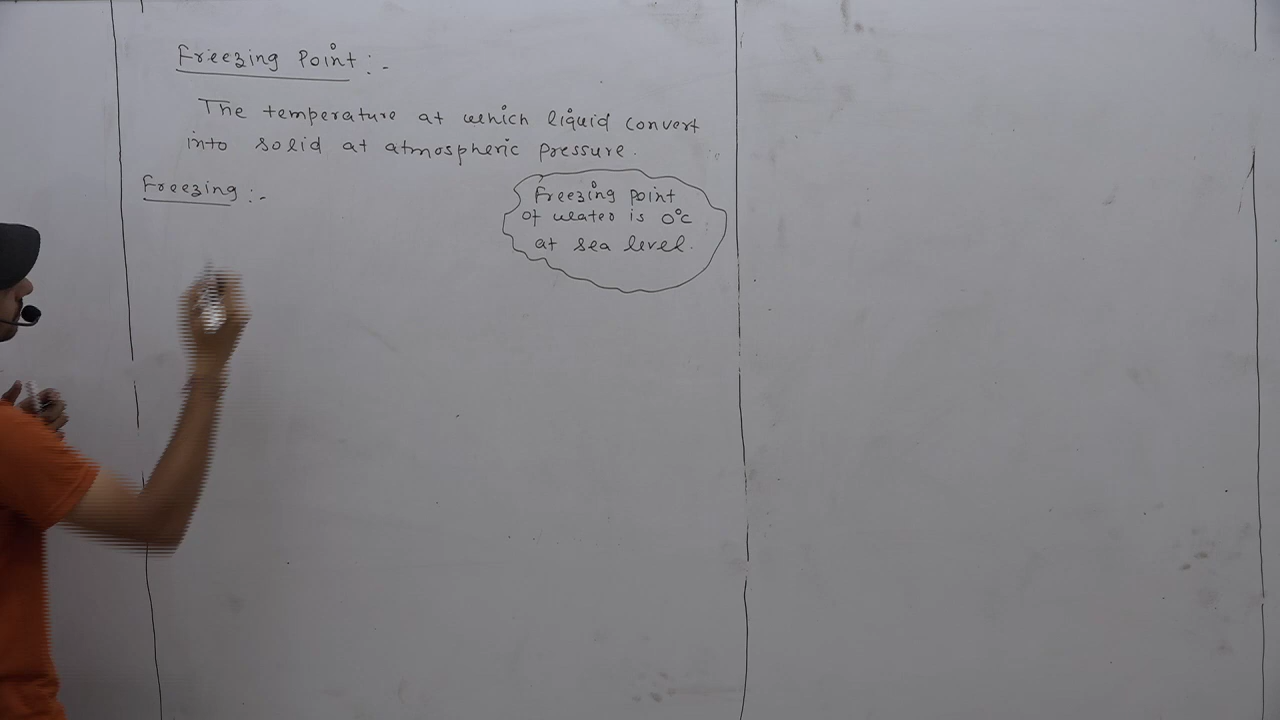 Freezing Point :-
The temperature at which liquid convert
into solid at atmospheric pressure.
Freezing :-
Freezing point
of water is 0°c
at sea level.